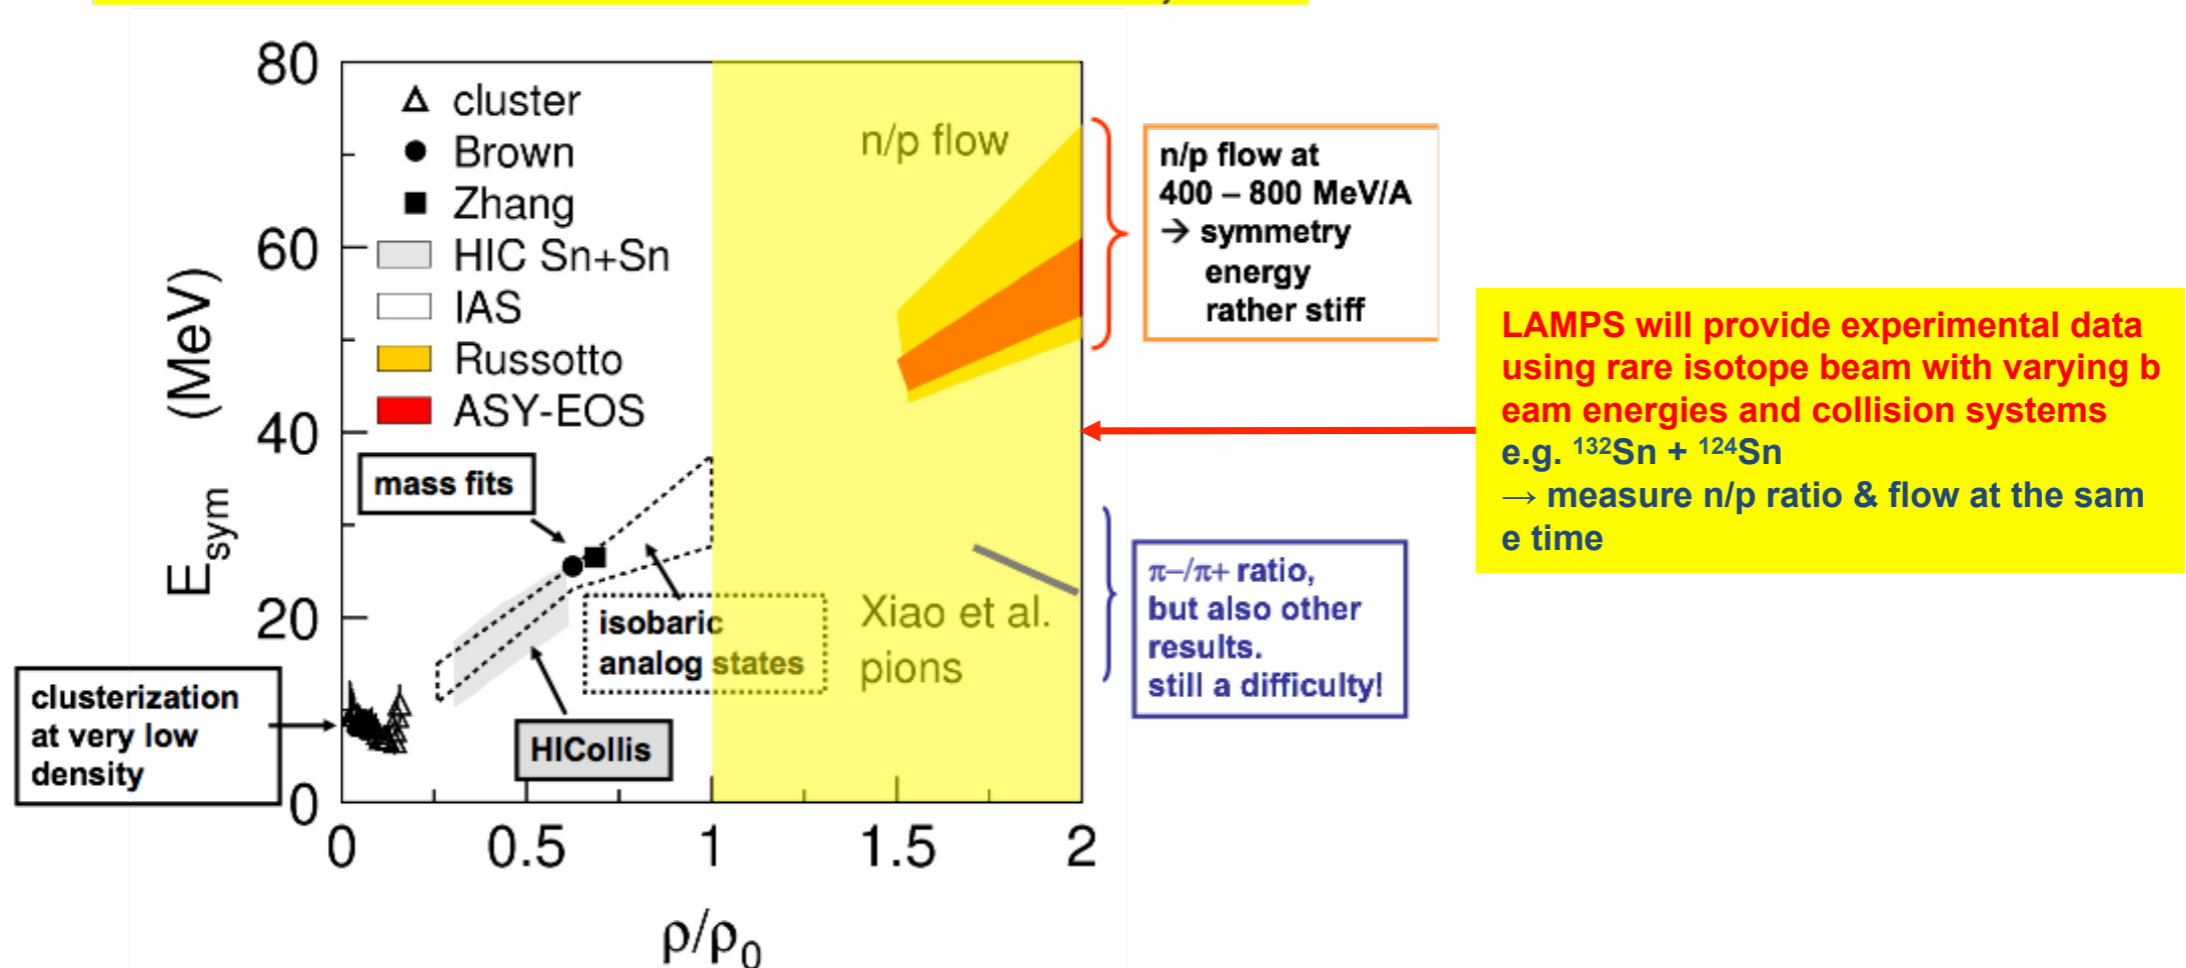 80
60
40
20
0
E_sym (MeV)
cluster
Brown
Zhang
HIC Sn+Sn
IAS
Russotto
ASY-EOS
n/p flow
mass fits
isobaric
analog states
Xiao et al.
pions
HICollis
clusterization
at very low
density
0
0.5
1
1.5
2
ρ/ρ₀
n/p flow at
400 – 800 MeV/A
→ symmetry
energy
rather stiff
π−/π+ ratio,
but also other
results.
still a difficulty!
LAMPS will provide experimental data
using rare isotope beam with varying b
eam energies and collision systems
e.g. ¹³²Sn + ¹²⁴Sn
→ measure n/p ratio & flow at the sam
e time